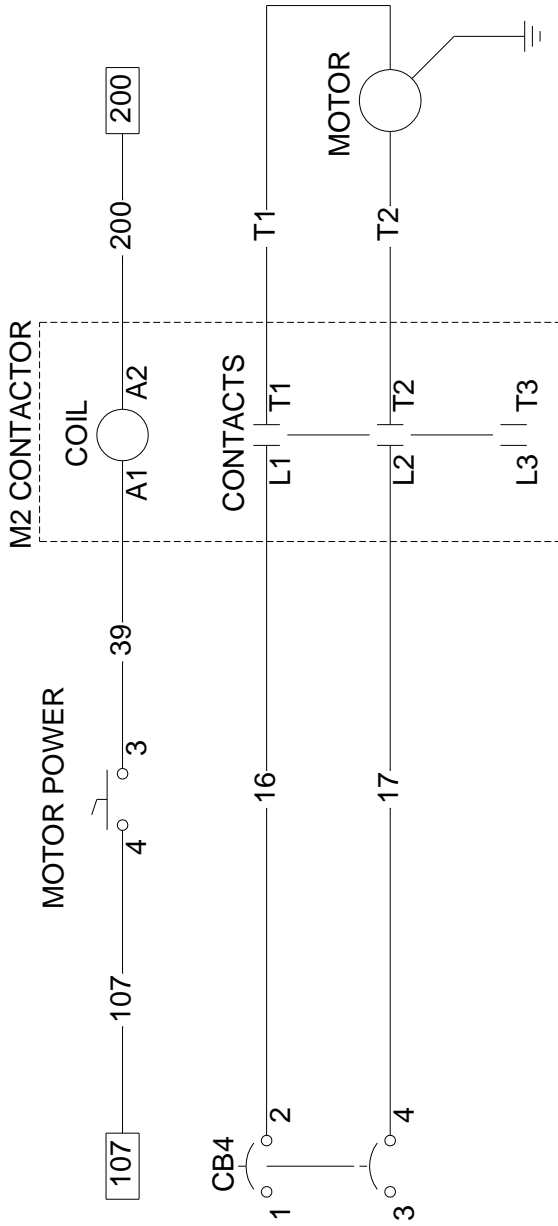 M2 CONTACTOR
MOTOR POWER
COIL
107
107
4
3
39
A1
A2
200
200
CONTACTS
CB4
1
2
16
L1
T1
T1
MOTOR
3
4
17
L2
T2
T2
L3
T3